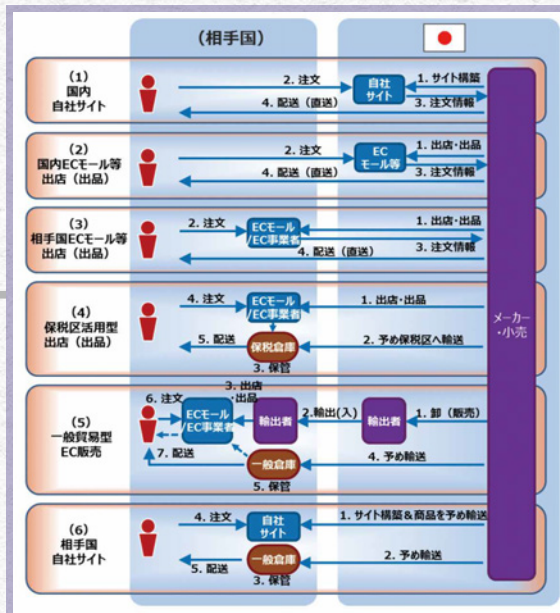 （相手国）
（1）
国内
自社サイト
2. 注文
自社
サイト
1. サイト構築
3. 注文情報
4. 配送（直送）
（2）
国内ECモール等
出店（出品）
2. 注文
EC
モール等
1. 出店・出品
3. 注文情報
4. 配送（直送）
（3）
相手国ECモール等
出店（出品）
2. 注文
ECモール
/EC事業者
1. 出店・出品
3. 注文情報
4. 配送（直送）
（4）
保税区活用型
出店（出品）
4. 注文
ECモール
/EC事業者
1. 出店・出品
5. 配送
保税倉庫
2. 予め保税区へ輸送
3. 保管
（5）
一般貿易型
EC販売
6. 注文
3. 出店
・出品
ECモール
/EC事業者
輸出者
2.輸出(入)
輸出者
1. 卸（販売）
7. 配送
一般倉庫
4. 予め輸送
5. 保管
（6）
相手国
自社サイト
4. 注文
自社
サイト
1. サイト構築＆商品を予め輸送
5. 配送
一般倉庫
2. 予め輸送
3. 保管
メーカー
・小売